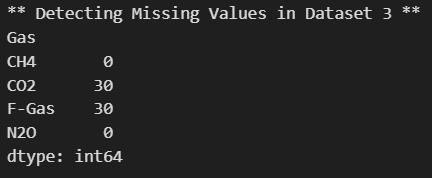 ** Detecting Missing Values in Dataset 3 **
Gas
CH4 0
CO2 30
F-Gas 30
N2O 0
dtype: int64